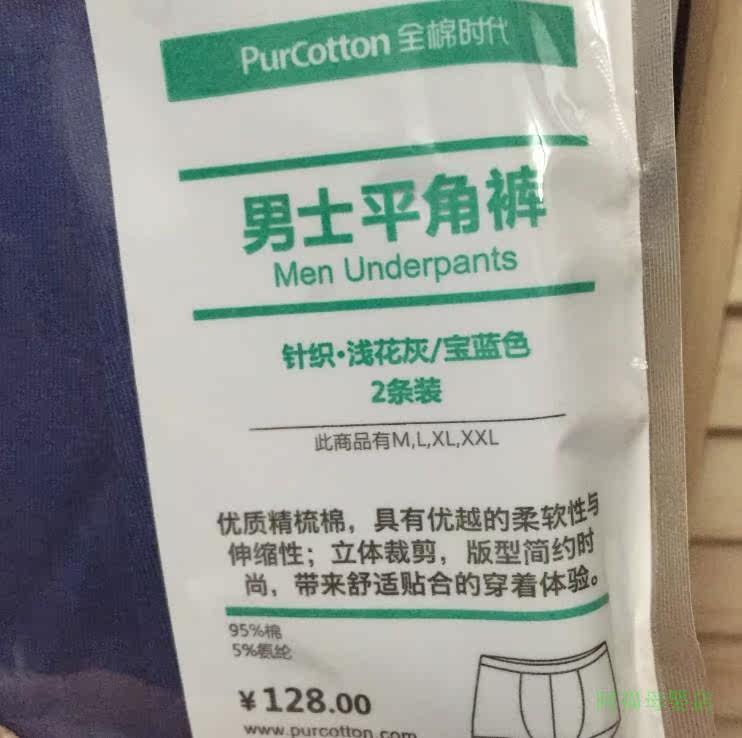 PurCotton 全棉时代
男士平角裤
Men Underpants
针织·浅花灰/宝蓝色
2条装
此商品有M,L,XL,XXL
优质精梳棉，具有优越的柔软性与
伸缩性；立体裁剪，版型简约时
尚，带来舒适贴合的穿着体验。
95%棉
5%氨纶
¥128.00
www.purcotton.com